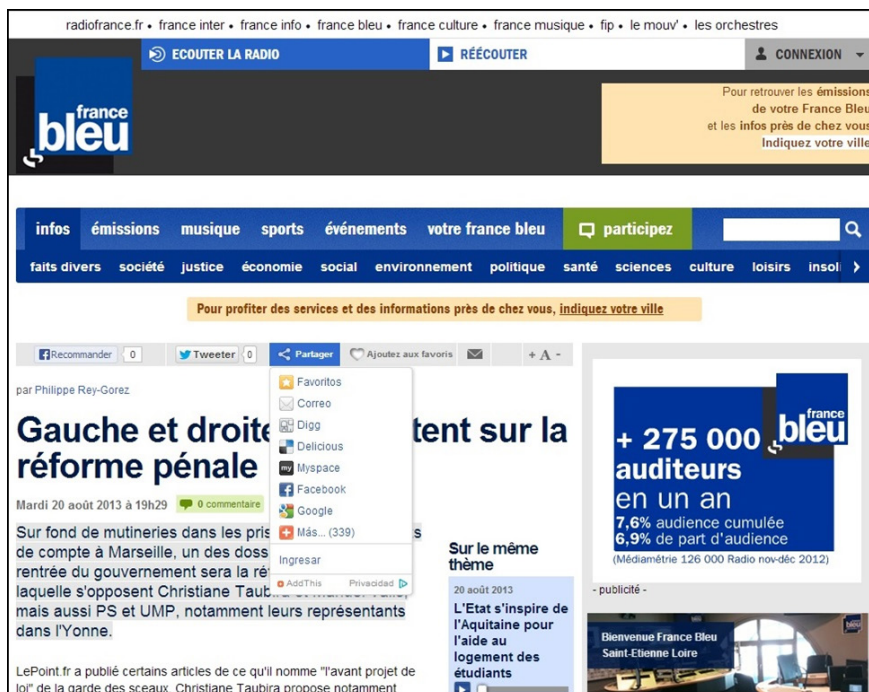 radiofrance.fr • france inter • france info • france bleu • france culture • france musique • fip • le mouv' • les orchestres
ECOUTER LA RADIO
RÉÉCOUTER
CONNEXION
france
bleu
Pour retrouver les émissions
de votre France Bleu
et les infos près de chez vous
Indiquez votre ville
infos émissions musique sports événements votre france bleu participez
faits divers société justice économie social environnement politique santé sciences culture loisirs insoli
Pour profiter des services et des informations près de chez vous, indiquez votre ville
Recommander 0 Tweeter 0 Partager Ajoutez aux favoris + A -
Favoritos
Correo
Digg
Delicious
my Myspace
Facebook
Google
Más... (339)
Ingresar
AddThis Privacidad
par Philippe Rey-Gorez
Gauche et droite tent sur la
réforme pénale
Mardi 20 août 2013 à 19h29 0 commentaire
Sur fond de mutineries dans les pris s
de compte à Marseille, un des doss
rentrée du gouvernement sera la ré
laquelle s'opposent Christiane Taubira et Manuel Valls,
mais aussi PS et UMP, notamment leurs représentants
dans l'Yonne.
LePoint.fr a publié certains articles de ce qu'il nomme "l'avant projet de
loi" de la garde des sceaux. Christiane Taubira propose notamment
Sur le même
thème
20 août 2013
L'Etat s'inspire de
l'Aquitaine pour
l'aide au
logement des
étudiants
france
bleu
+ 275 000
auditeurs
en un an
7,6% audience cumulée
6,9% de part d'audience
(Médiamétrie 126 000 Radio nov-déc 2012)
- publicité -
Bienvenue France Bleu
Saint-Etienne Loire
bleu